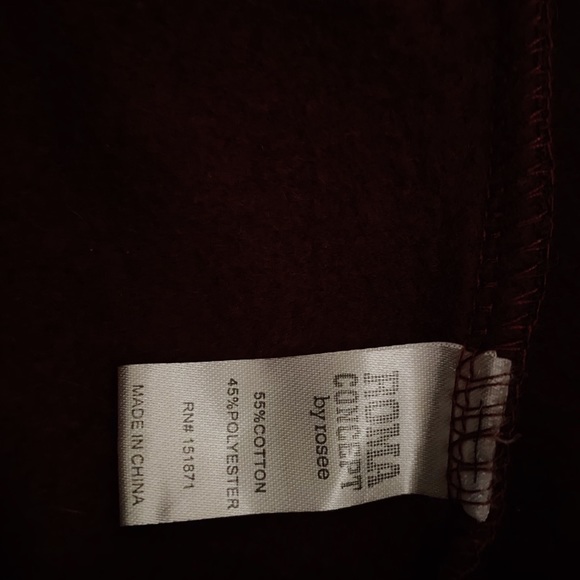 ROMA
CONCEPT
by rosee
55%COTTON
45%POLYESTER
RN# 151871
MADE IN CHINA